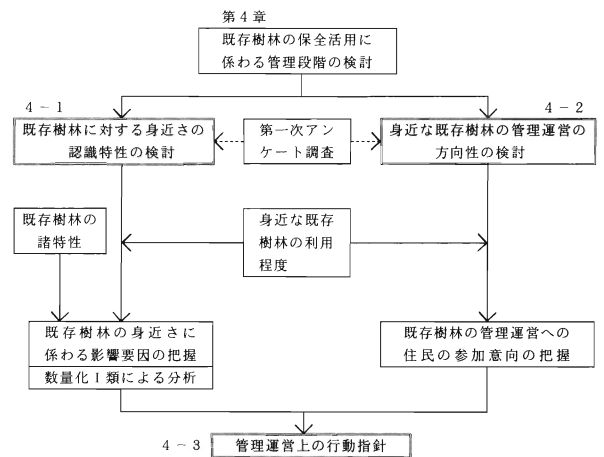 第4章
既存樹林の保全活用に
係わる管理段階の検討
4-1
既存樹林に対する身近さの
認識特性の検討
第一次アン
ケート調査
4-2
身近な既存樹林の管理運営の
方向性の検討
既存樹林の
諸特性
身近な既存
樹林の利用
程度
既存樹林の身近さに
係わる影響要因の把握
数量化Ⅰ類による分析
既存樹林の管理運営への
住民の参加意向の把握
4-3
管理運営上の行動指針